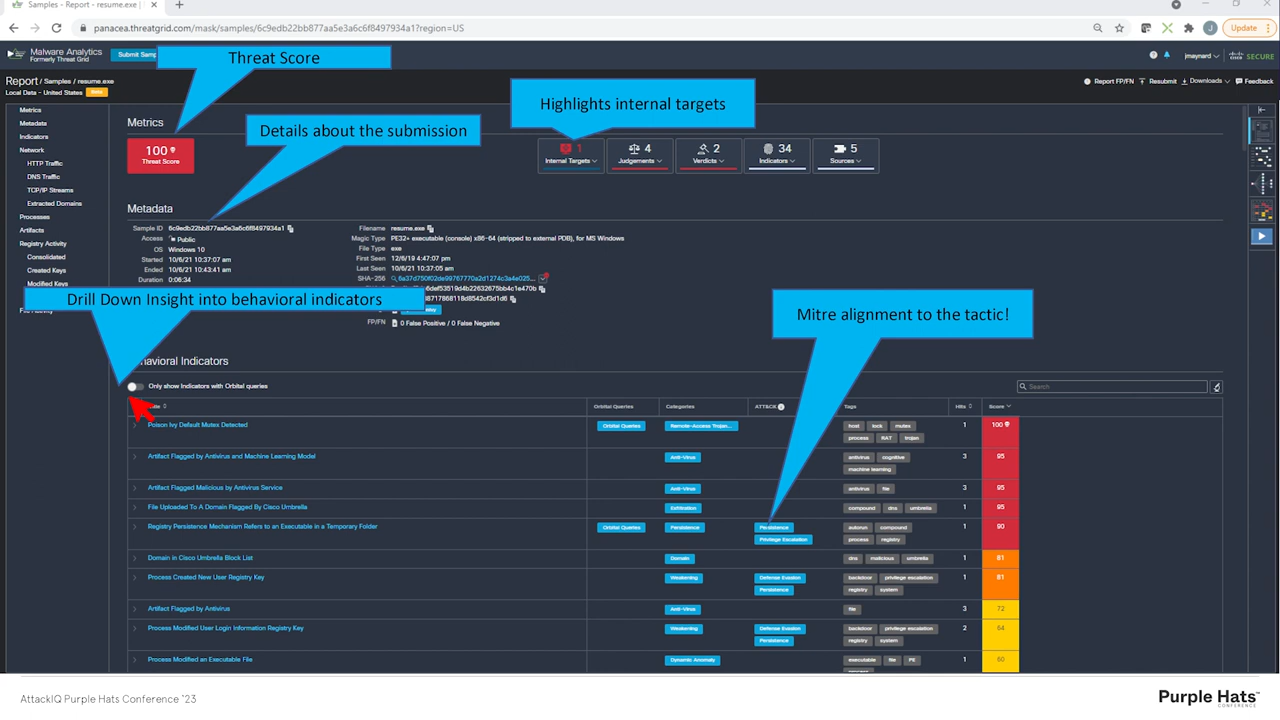 Samples - Report - resume.exe |
panacea.threatgrid.com/mask/samples/6c9edb22bb877aa5e3a6c6f8497934a1?region=US
Update
Malware Analytics
Formerly Threat Grid
Submit Samp
Threat Score
jmaynard
SECURE
Report / Samples / resume.exe
Local Data - United States Beta
Report FP/FN Resubmit Downloads Feedback
Highlights internal targets
Details about the submission
Metrics
Metadata
Indicators
Network
HTTP Traffic
DNS Traffic
TCP/IP Streams
Extracted Domains
Processes
Artifacts
Registry Activity
Consolidated
Created Keys
Modified Keys
Metrics
100
Threat Score
1
Internal Targets
4
Judgements
2
Verdicts
34
Indicators
5
Sources
Metadata
Sample ID 6c9edb22bb877aa5e3a6c6f8497934a1
Access Public
OS Windows 10
Started 10/6/21 10:37:07 am
Ended 10/6/21 10:43:41 am
Duration 0:06:34
Filename resume.exe
Magic Type PE32+ executable (console) x86-64 (stripped to external PDB), for MS Windows
File Type exe
First Seen 12/6/19 4:47:07 pm
Last Seen 10/6/21 10:37:05 am
SHA-256 6a37d750f02de99767770a2d1274c3a4e025...
FP/FN 0 False Positive / 0 False Negative
Drill Down Insight into behavioral indicators
Mitre alignment to the tactic!
havioral Indicators
Only show Indicators with Orbital queries
Search
Orbital Queries Categories ATT&CK Tags Hits Score
Poison Ivy Default Mutex Detected Orbital Queries Remote-Access Trojan... host lock mutex 1 100
process RAT trojan
Artifact Flagged by Antivirus and Machine Learning Model Anti-Virus antivirus cognitive 3 95
machine learning
Artifact Flagged Malicious by Antivirus Service Anti-Virus antivirus file 3 95
File Uploaded To A Domain Flagged By Cisco Umbrella Exfiltration compound dns umbrella 1 95
Registry Persistence Mechanism Refers to an Executable in a Temporary Folder Orbital Queries Persistence Persistence autorun compound 1 90
Privilege Escalation process registry
Domain in Cisco Umbrella Block List Domain dns malicious umbrella 1 81
Process Created New User Registry Key Weakening Defense Evasion backdoor privilege escalation 1 81
Persistence registry system
Artifact Flagged by Antivirus Anti-Virus file 3 72
Process Modified User Login Information Registry Key Weakening Defense Evasion backdoor privilege escalation 2 64
Persistence registry system
Process Modified an Executable File Dynamic Anomaly executable file PE 1 60
AttackIQ Purple Hats Conference '23
Purple Hats™
CONFERENCE